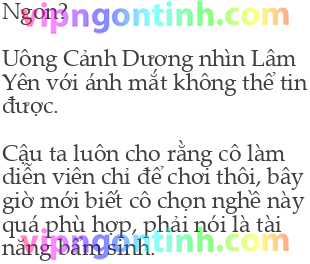 Ngon?
vipngontinh.com
Uông Cảnh Dương nhìn Lâm
Yên với ánh mắt không thể tin
được.
Cậu ta luôn cho rằng cô làm
diễn viên chỉ để chơi thôi, bây
giờ mới biết cô chọn nghề này
quá phù hợp, phải nói là tài
năng bẩm sinh.
vipngontinh.com